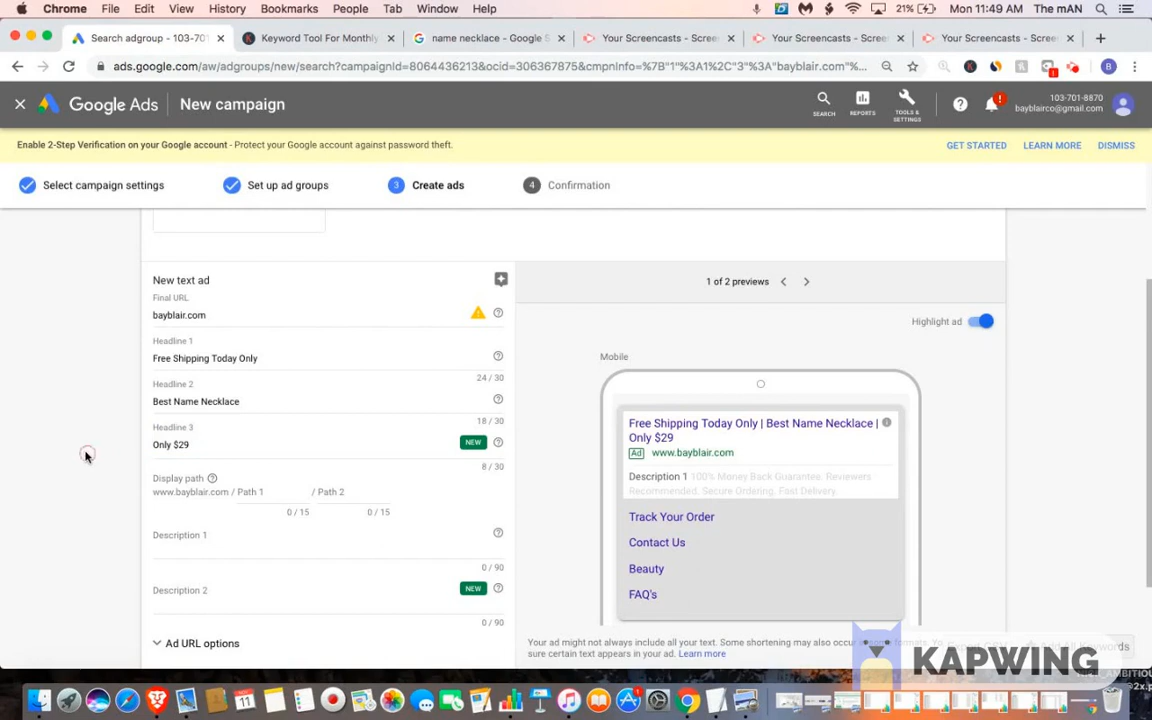 Chrome File Edit View History Bookmarks People Tab Window Help 21% Mon 11:49 AM The mAN
Search adgroup - 103-701 Keyword Tool For Monthly name necklace - Google S Your Screencasts - Scree Your Screencasts - Scree Your Screencasts - Scree
ads.google.com/aw/adgroups/new/search?campaignId=8064436213&ocid=306367875&cmpnInfo=%7B"1"%3A1%2C"3"%3A"bayblair.com"%... B
Google Ads New campaign SEARCH REPORTS TOOLS & SETTINGS 103-701-8870
bayblairco@gmail.com
Enable 2-Step Verification on your Google account - Protect your Google account against password theft. GET STARTED LEARN MORE DISMISS
Select campaign settings Set up ad groups 3 Create ads 4 Confirmation
New text ad
Final URL
bayblair.com
Headline 1
Free Shipping Today Only
24 / 30
Headline 2
Best Name Necklace
18 / 30
Headline 3
Only $29 NEW
8 / 30
Display path
www.bayblair.com / Path 1 / Path 2
0 / 15 0 / 15
Description 1
0 / 90
Description 2 NEW
0 / 90
Ad URL options
1 of 2 previews
Highlight ad
Mobile
Free Shipping Today Only | Best Name Necklace |
Only $29
Ad www.bayblair.com
Description 1 100% Money Back Guarantee. Reviewers
Recommended. Secure Ordering. Fast Delivery...
Track Your Order
Contact Us
Beauty
FAQ's
Your ad might not always include all your text. Some shortening may also occur
sure certain text appears in your ad. Learn more
KAPWING